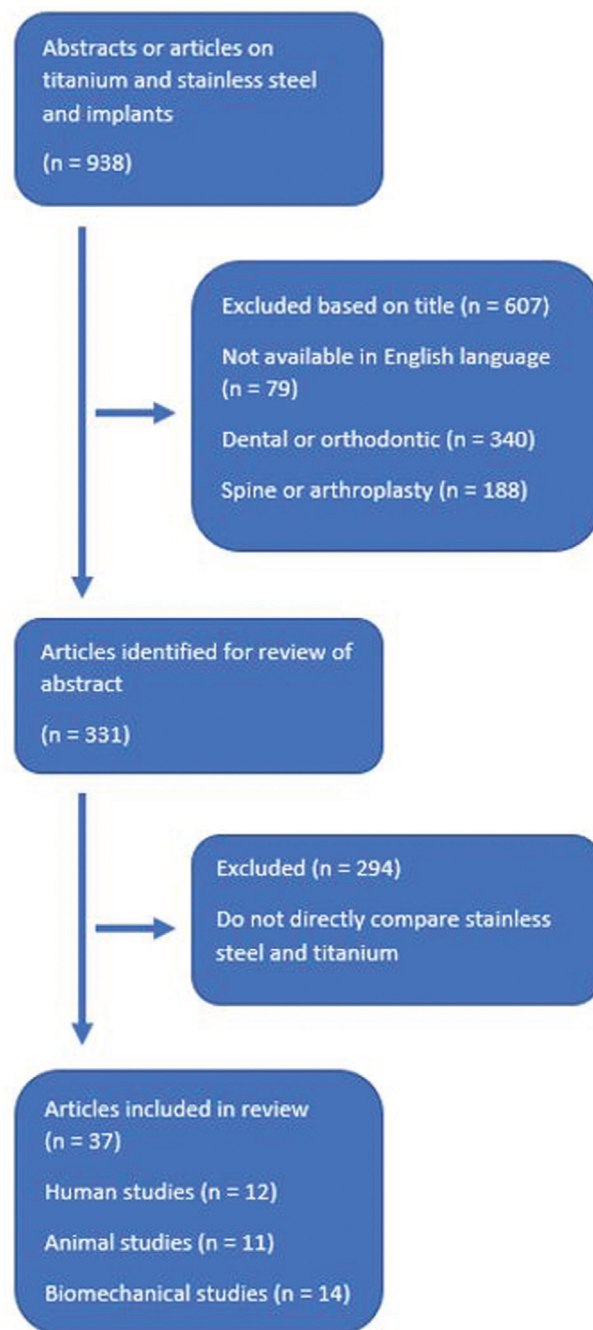 Abstracts or articles on
titanium and stainless steel
and implants
(n = 938)
Excluded based on title (n = 607)
Not available in English language
(n = 79)
Dental or orthodontic (n = 340)
Spine or arthroplasty (n = 188)
Articles identified for review of
abstract
(n = 331)
Excluded (n = 294)
Do not directly compare stainless
steel and titanium
Articles included in review
(n = 37)
Human studies (n = 12)
Animal studies (n = 11)
Biomechanical studies (n = 14)